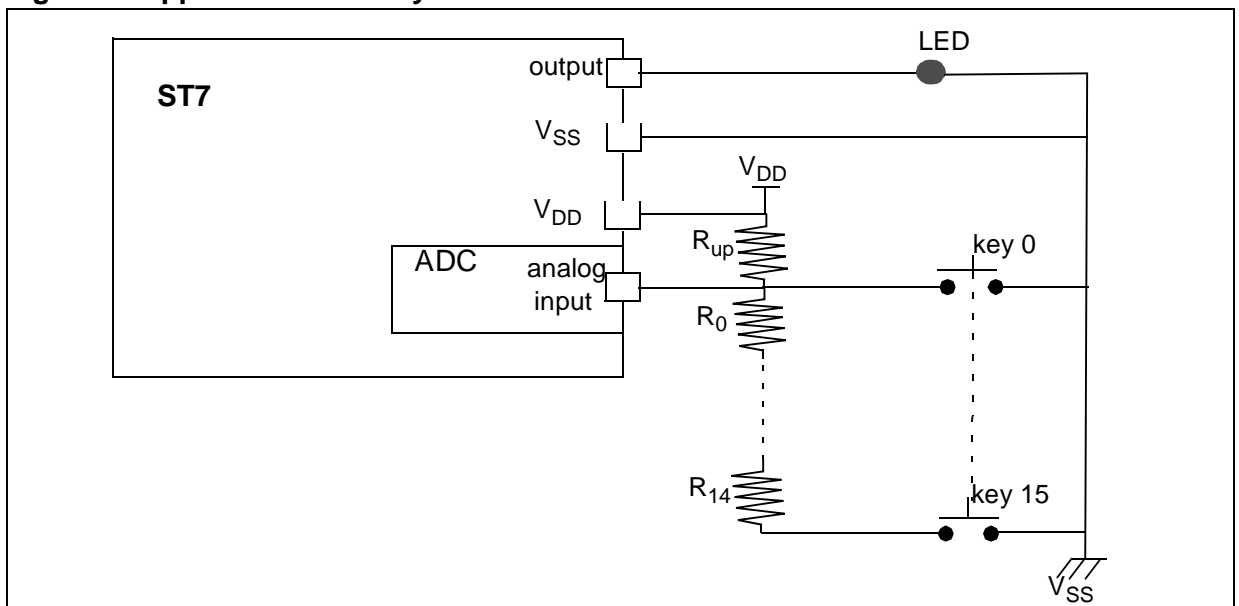 LED
output
ST7
VSS
VDD
VDD
Rup
key 0
ADC
analog
input
R0
R14
key 15
VSS